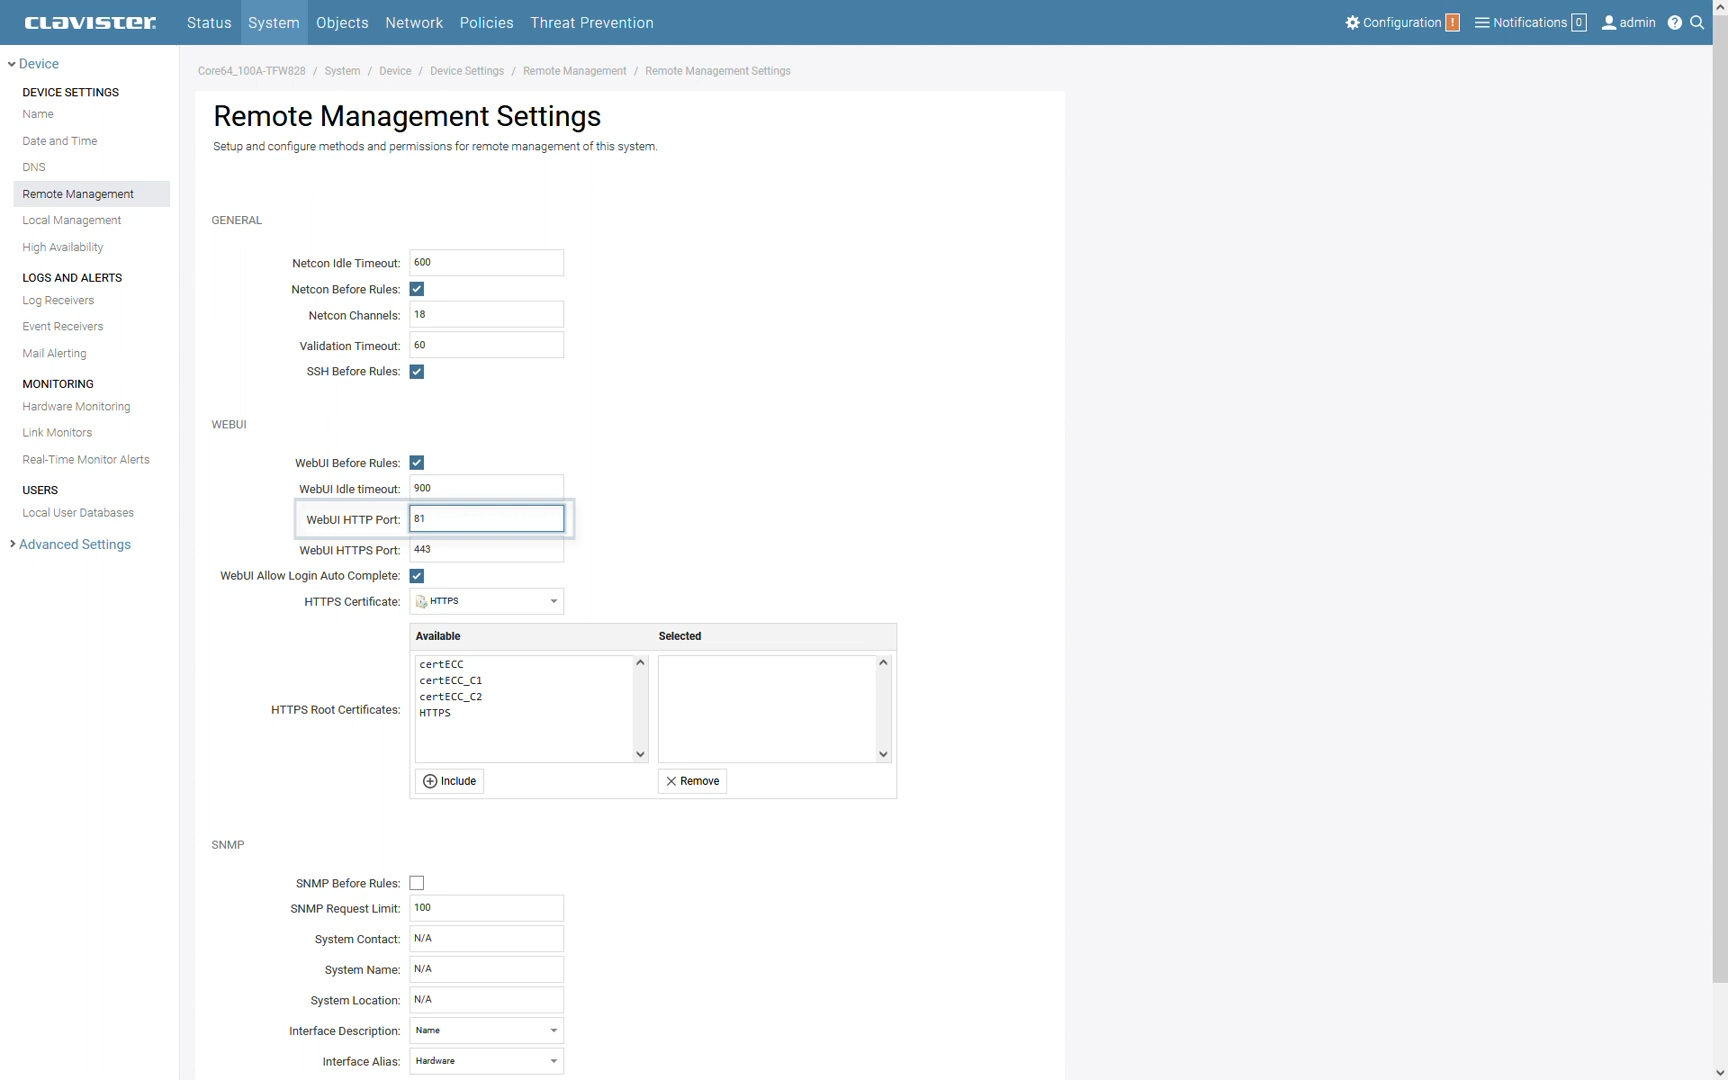 CLAVISTER. Status System Objects Network Policies Threat Prevention Configuration ! Notifications 0 admin ?
Device
DEVICE SETTINGS
Name
Date and Time
DNS
Remote Management
Local Management
High Availability
LOGS AND ALERTS
Log Receivers
Event Receivers
Mail Alerting
MONITORING
Hardware Monitoring
Link Monitors
Real-Time Monitor Alerts
USERS
Local User Databases
Advanced Settings
Core64_100A-TFW828 / System / Device / Device Settings / Remote Management / Remote Management Settings
Remote Management Settings
Setup and configure methods and permissions for remote management of this system.
GENERAL
Netcon Idle Timeout: 600
Netcon Before Rules:
Netcon Channels: 18
Validation Timeout: 60
SSH Before Rules:
WEBUI
WebUI Before Rules:
WebUI Idle timeout: 900
WebUI HTTP Port: 81
WebUI HTTPS Port: 443
WebUI Allow Login Auto Complete:
HTTPS Certificate: HTTPS
Available Selected
certECC
certECC_C1
certECC_C2
HTTPS
HTTPS Root Certificates:
Include Remove
SNMP
SNMP Before Rules:
SNMP Request Limit: 100
System Contact: N/A
System Name: N/A
System Location: N/A
Interface Description: Name
Interface Alias: Hardware